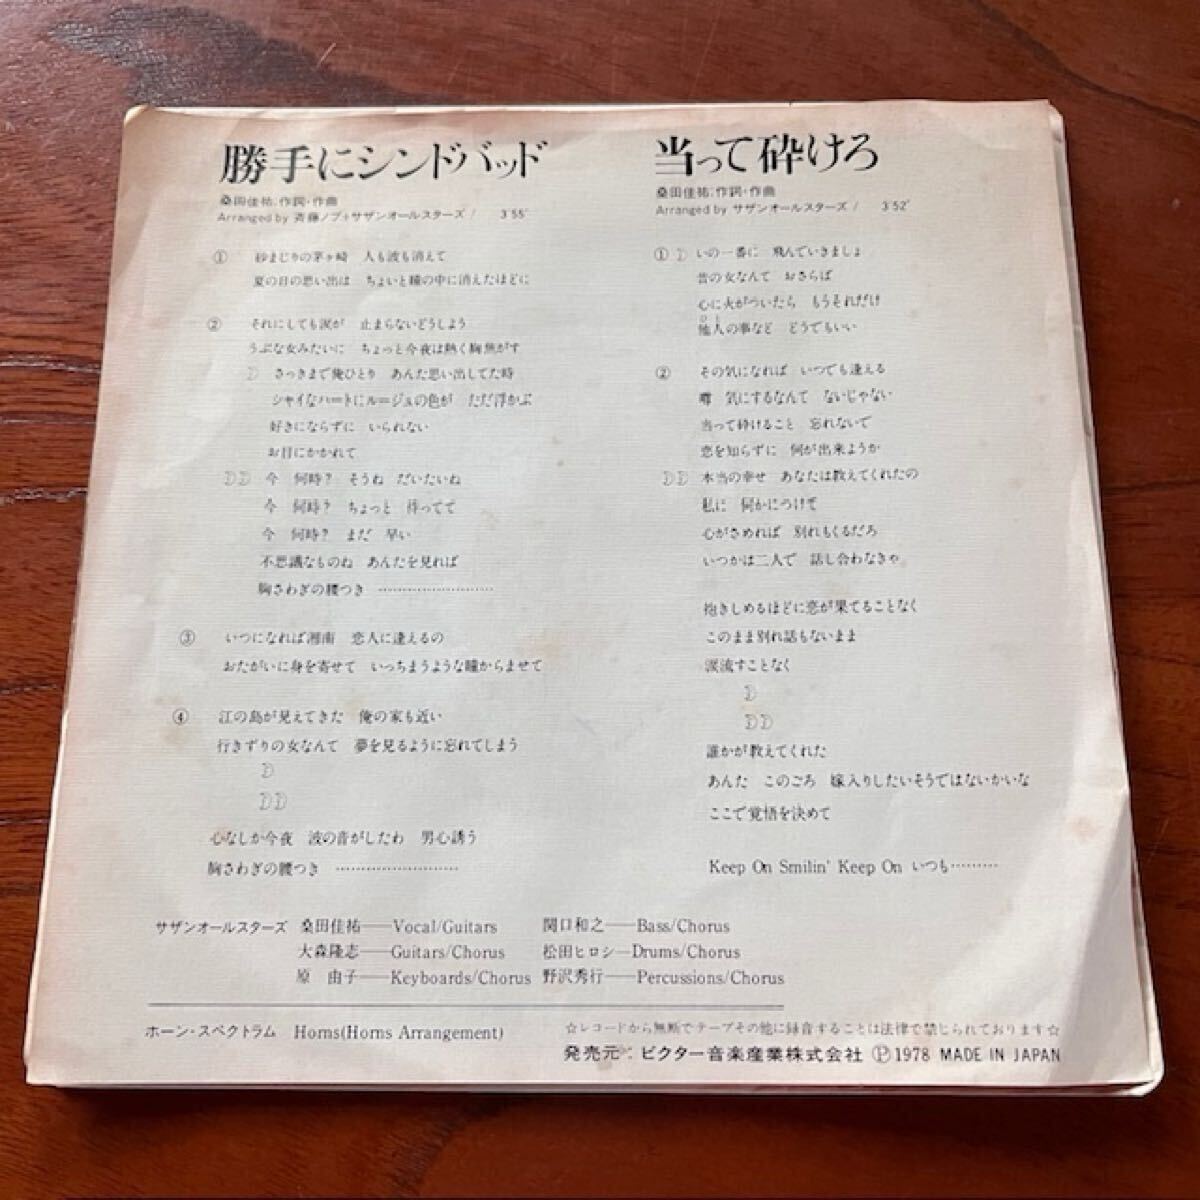 勝手にシンドバッド
桑田佳祐：作詞・作曲
Arranged by 斉藤ノブ+サザンオールスターズ / 3'55"
① 砂まじりの茅ヶ崎 人も波も消えて
夏の日の思い出は ちょいと瞳の中に消えたほどに
② それにしても涙が 止まらないどうしよう
うぶな女みたいに ちょっと今夜は熱く胸焦がす
D さっきまで俺ひとり あんた思い出してた時
シャイなハートにルージュの色が ただ浮かぶ
好きにならずに いられない
お目にかかれて
DD 今 何時？ そうね だいたいね
今 何時？ ちょっと 待ってて
今 何時？ まだ 早い
不思議なものね あんたを見れば
胸さわぎの腰つき ……………………
③ いつになれば湘南 恋人に逢えるの
おたがいに身を寄せて いっちまうような瞳からませて
④ 江の島が見えてきた 俺の家も近い
行きずりの女なんて 夢を見るように忘れてしまう
D
DD
心なしか今夜 波の音がしたわ 男心誘う
胸さわぎの腰つき ……………………
当って砕けろ
桑田佳祐：作詞・作曲
Arranged by サザンオールスターズ / 3'52"
① D いの一番に 飛んでいきましょ
昔の女なんて おさらば
心に火がついたら もうそれだけ
他人の事など どうでもいい
② その気になれば いつでも逢える
噂 気にするなんて ないじゃない
当って砕けること 忘れないで
恋を知らずに 何が出来ようか
DD 本当の幸せ あなたは教えてくれたの
私に 何かにつけて
心がさめれば 別れもくるだろ
いつかは二人で 話し合わなきゃ
抱きしめるほどに恋が果てることなく
このまま別れ話もないまま
涙流すことなく
D
DD
誰かが教えてくれた
あんた このごろ 嫁入りしたいそうではないかいな
ここで覚悟を決めて
Keep On Smilin' Keep On いつも………
サザンオールスターズ 桑田佳祐——Vocal/Guitars 関口和之——Bass/Chorus
大森隆志——Guitars/Chorus 松田ヒロシ—Drums/Chorus
原 由子——Keyboards/Chorus 野沢秀行——Percussions/Chorus
ホーン・スペクトラム Horns(Horns Arrangement)
☆レコードから無断でテープその他に録音することは法律で禁じられております☆
発売元：ビクター音楽産業株式会社 Ⓟ1978 MADE IN JAPAN